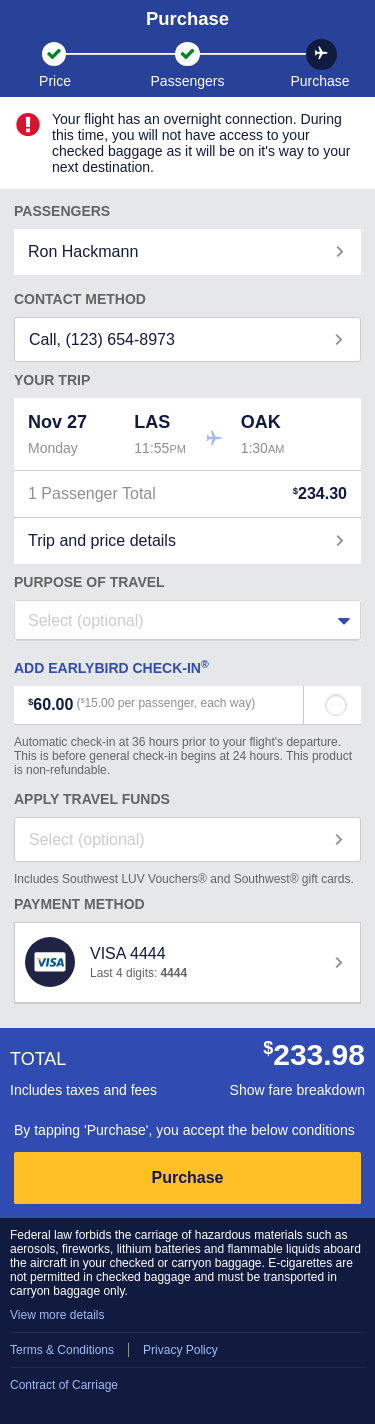 Purchase
Price
Passengers
Purchase
Your flight has an overnight connection. During
this time, you will not have access to your
checked baggage as it will be on it's way to your
next destination.
PASSENGERS
Ron Hackmann
CONTACT METHOD
Call, (123) 654-8973
YOUR TRIP
Nov 27 LAS OAK
Monday 11:55PM 1:30AM
1 Passenger Total $234.30
Trip and price details
PURPOSE OF TRAVEL
Select (optional)
ADD EARLYBIRD CHECK-IN®
$60.00 ($15.00 per passenger, each way)
Automatic check-in at 36 hours prior to your flight's departure.
This is before general check-in begins at 24 hours. This product
is non-refundable.
APPLY TRAVEL FUNDS
Select (optional)
Includes Southwest LUV Vouchers® and Southwest® gift cards.
PAYMENT METHOD
VISA
VISA 4444
Last 4 digits: 4444
TOTAL $233.98
Includes taxes and fees Show fare breakdown
By tapping 'Purchase', you accept the below conditions
Purchase
Federal law forbids the carriage of hazardous materials such as
aerosols, fireworks, lithium batteries and flammable liquids aboard
the aircraft in your checked or carryon baggage. E-cigarettes are
not permitted in checked baggage and must be transported in
carryon baggage only.
View more details
Terms & Conditions Privacy Policy
Contract of Carriage